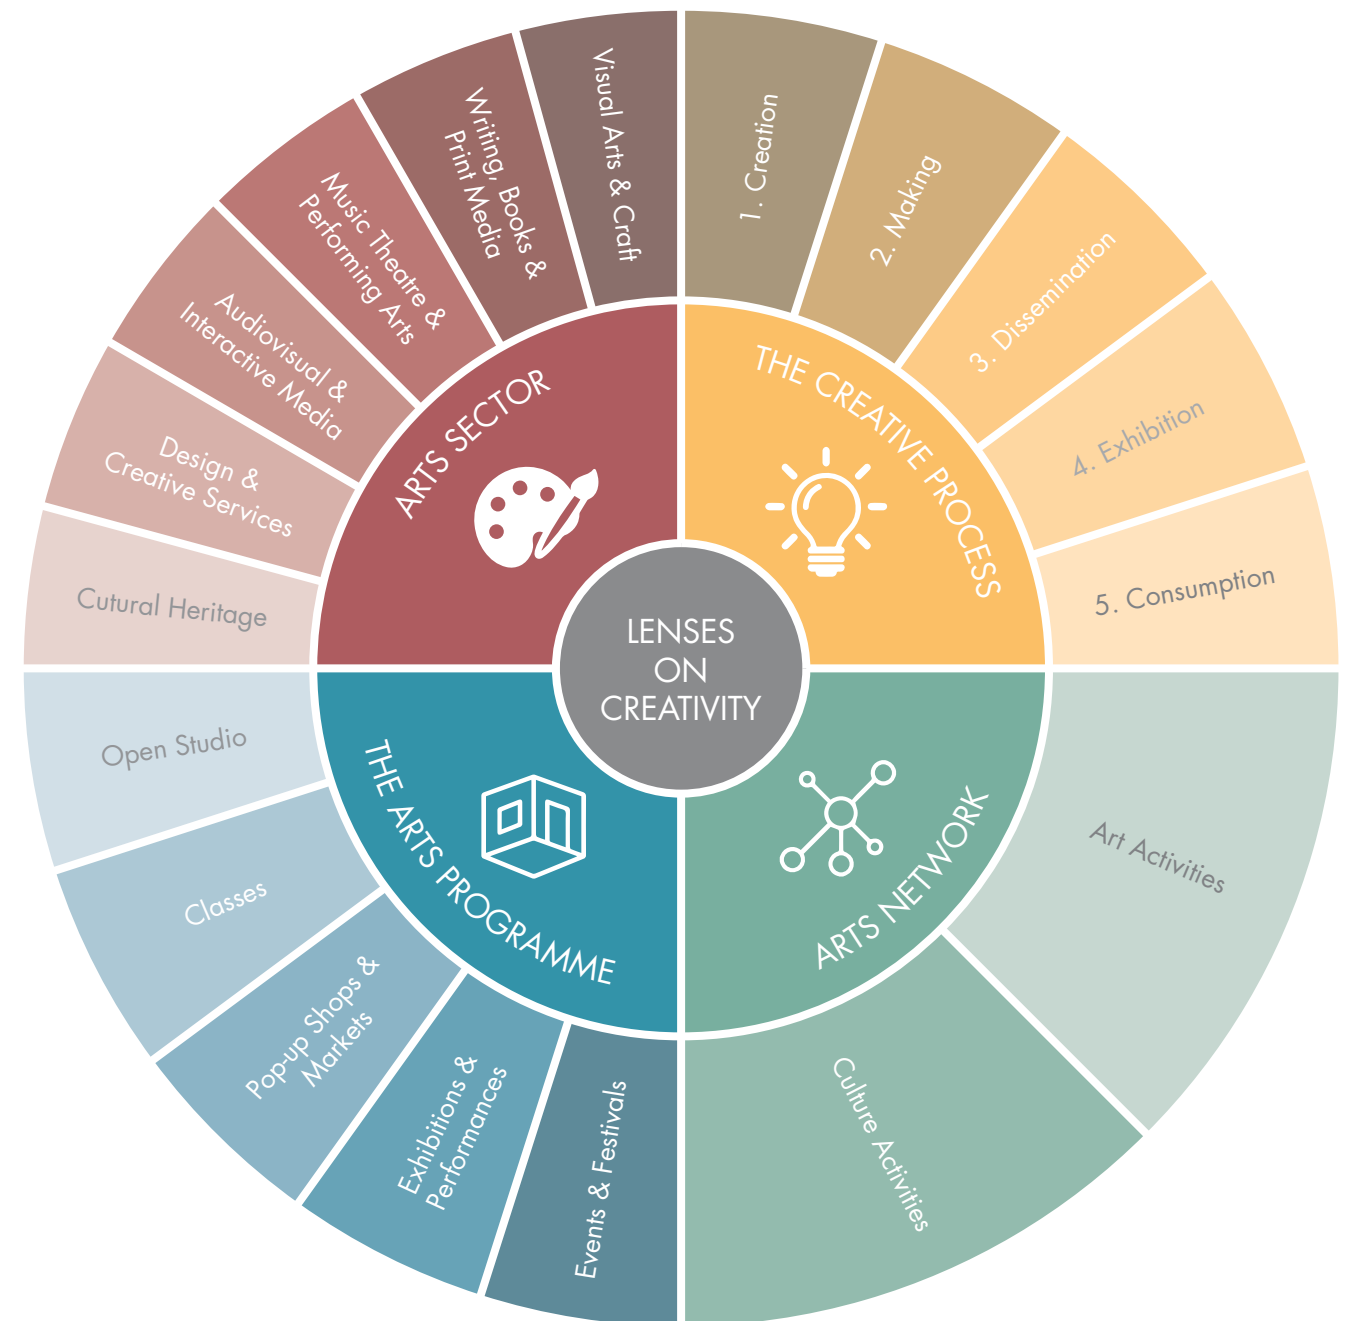 LENSES
ON
CREATIVITY
THE CREATIVE PROCESS
1. Creation
2. Making
3. Dissemination
4. Exhibition
5. Consumption
ARTS NETWORK
Art Activities
Culture Activities
THE ARTS PROGRAMME
Events & Festivals
Exhibitions &
Performances
Pop-up Shops &
Markets
Classes
Open Studio
ARTS SECTOR
Cutural Heritage
Design &
Creative Services
Audiovisual &
Interactive Media
Music Theatre &
Performing Arts
Writing, Books &
Print Media
Visual Arts & Craft